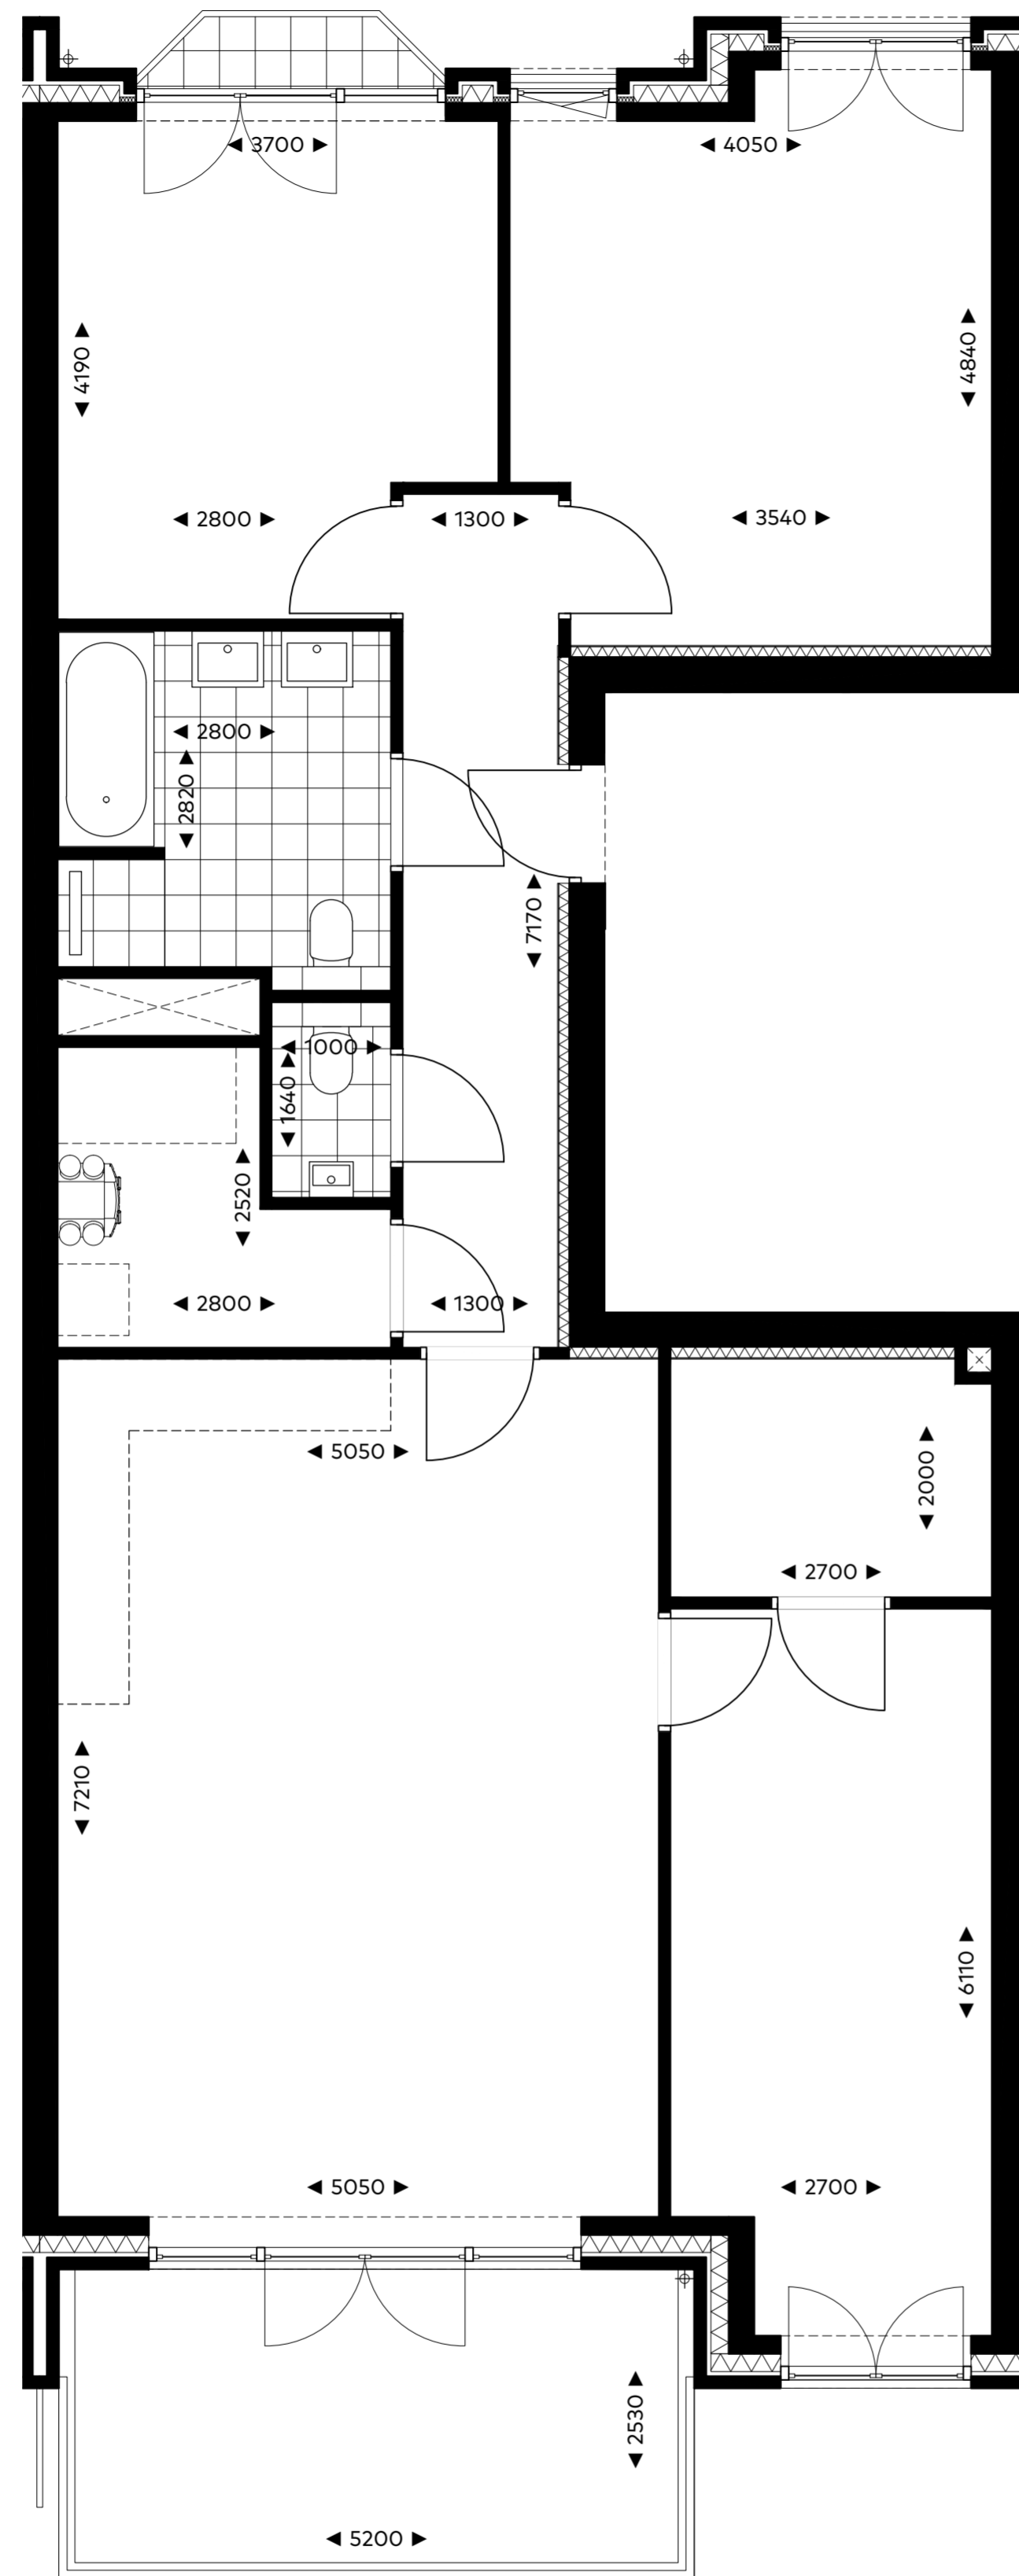 ◄ 3700 ►
◄ 4050 ►
◄ 4190 ►
◄ 4840 ►
◄ 2800 ►
◄ 1300 ►
◄ 3540 ►
◄ 2800 ►
◄ 2820 ►
◄ 7170 ►
◄ 1000 ►
◄ 1640 ►
◄ 2520 ►
◄ 2800 ►
◄ 1300 ►
◄ 5050 ►
◄ 2000 ►
◄ 2700 ►
◄ 7210 ►
◄ 6110 ►
◄ 5050 ►
◄ 2700 ►
◄ 2530 ►
◄ 5200 ►